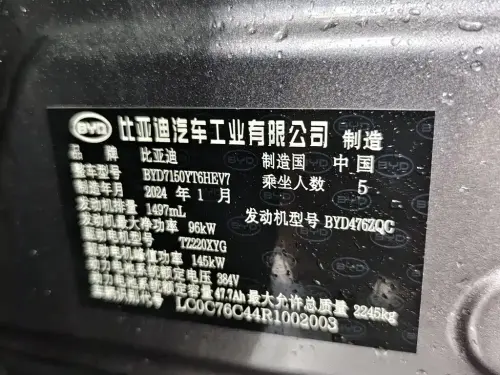 BYD 比亚迪汽车工业有限公司 制造
品 牌 比亚迪 制造国 中国
整车型号 BYD7150YT6HEV7 乘坐人数 5
制造年月 2024 年 1 月
发动机排量 1497mL 发动机型号 BYD476ZQC
发动机最大净功率 96kW
驱动电机型号 TZ220XYG
驱动电机峰值功率 145kW
动力电池系统额定电压 384V
动力电池系统额定容量 47.7Ah 最大允许总质量 2245kg
车辆识别代号 LC0C76C44R1002003